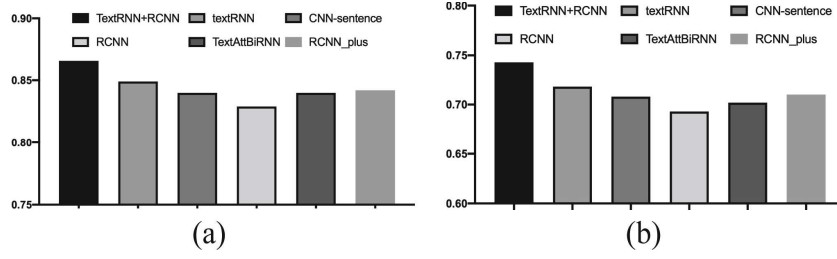 0.90
0.85
0.80
0.75
TextRNN+RCNN textRNN CNN-sentence
RCNN TextAttBiRNN RCNN_plus
(a)
0.80
0.75
0.70
0.65
0.60
TextRNN+RCNN textRNN CNN-sentence
RCNN TextAttBiRNN RCNN_plus
(b)